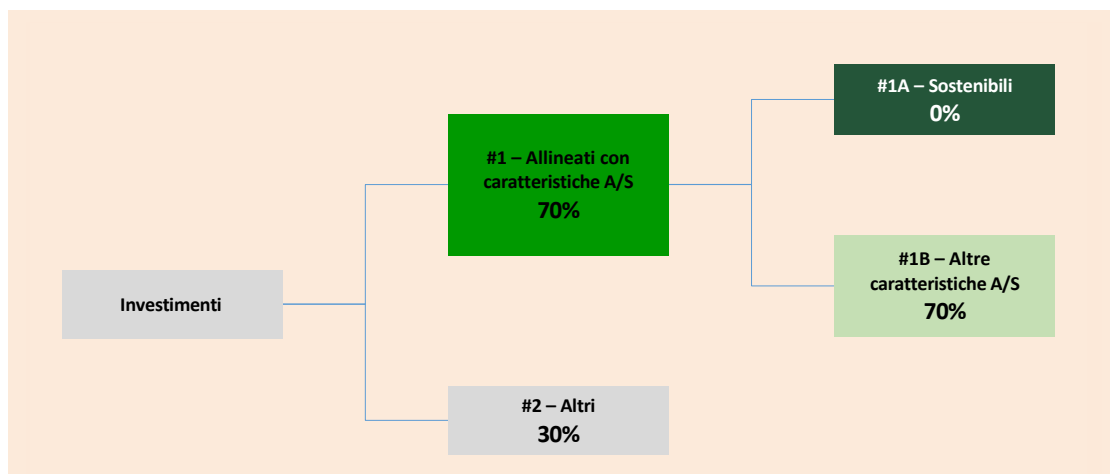 #1A – Sostenibili
0%
#1 – Allineati con
caratteristiche A/S
70%
#1B – Altre
caratteristiche A/S
70%
Investimenti
#2 – Altri
30%